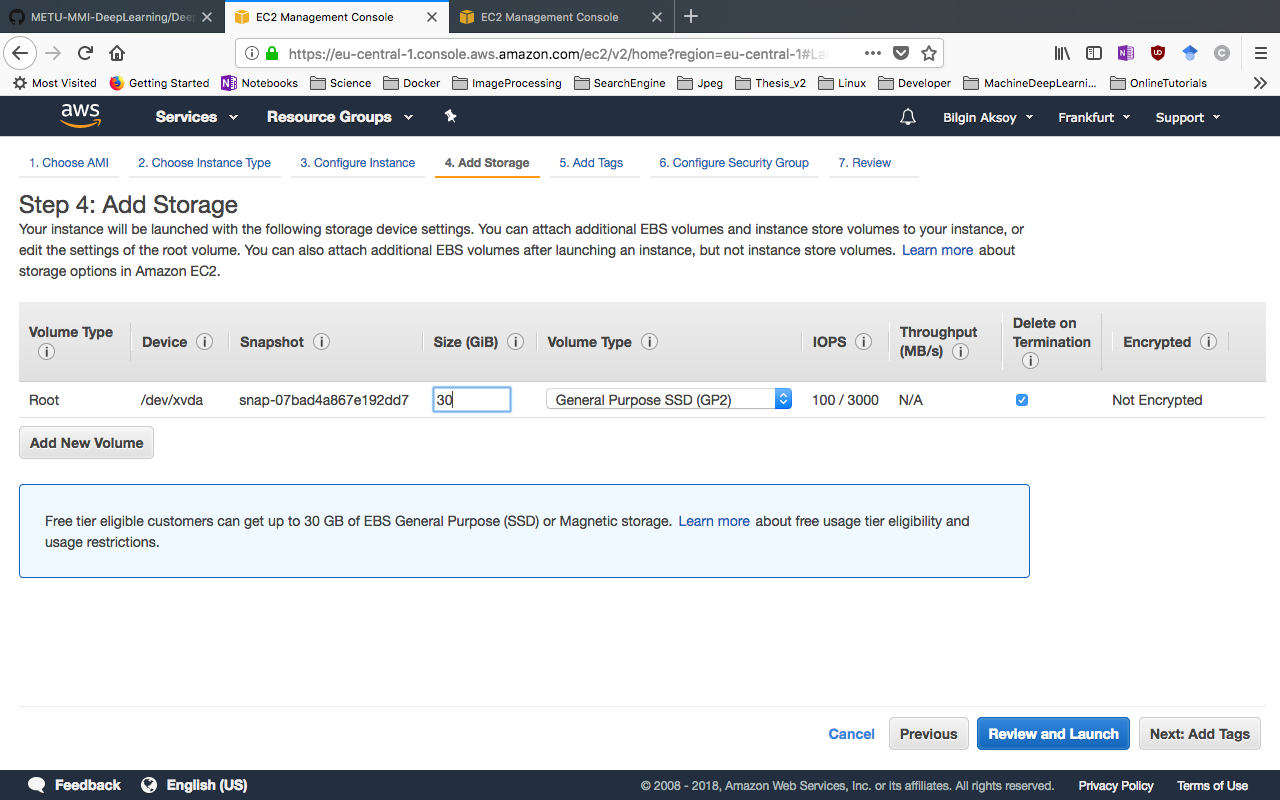 METU-MMI-DeepLearning/Dee
EC2 Management Console
EC2 Management Console
https://eu-central-1.console.aws.amazon.com/ec2/v2/home?region=eu-central-1#La
Most Visited
Getting Started
Notebooks
Science
Docker
ImageProcessing
SearchEngine
Jpeg
Thesis_v2
Linux
Developer
MachineDeepLearni...
OnlineTutorials
aws
Services
Resource Groups
Bilgin Aksoy
Frankfurt
Support
1. Choose AMI
2. Choose Instance Type
3. Configure Instance
4. Add Storage
5. Add Tags
6. Configure Security Group
7. Review
Step 4: Add Storage
Your instance will be launched with the following storage device settings. You can attach additional EBS volumes and instance store volumes to your instance, or
edit the settings of the root volume. You can also attach additional EBS volumes after launching an instance, but not instance store volumes. Learn more about
storage options in Amazon EC2.
Volume Type
Device
Snapshot
Size (GiB)
Volume Type
IOPS
Throughput
(MB/s)
Delete on
Termination
Encrypted
Root
/dev/xvda
snap-07bad4a867e192dd7
30
General Purpose SSD (GP2)
100 / 3000
N/A
Not Encrypted
Add New Volume
Free tier eligible customers can get up to 30 GB of EBS General Purpose (SSD) or Magnetic storage. Learn more about free usage tier eligibility and
usage restrictions.
Cancel
Previous
Review and Launch
Next: Add Tags
Feedback
English (US)
© 2008 - 2018, Amazon Web Services, Inc. or its affiliates. All rights reserved.
Privacy Policy
Terms of Use